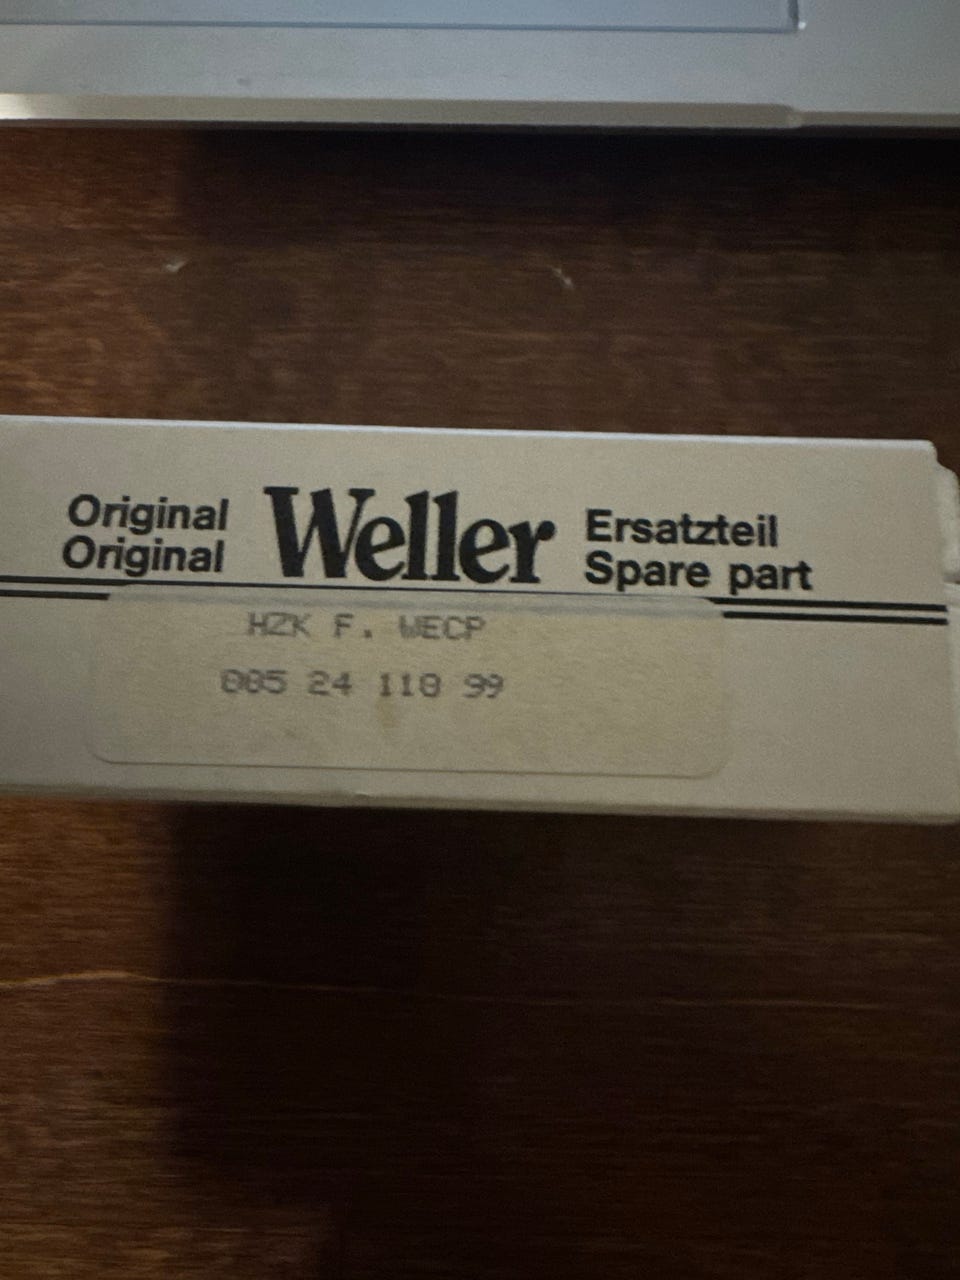 Original Weller Ersatzteil
Original Spare part
HZK F. WECP
005 24 110 99